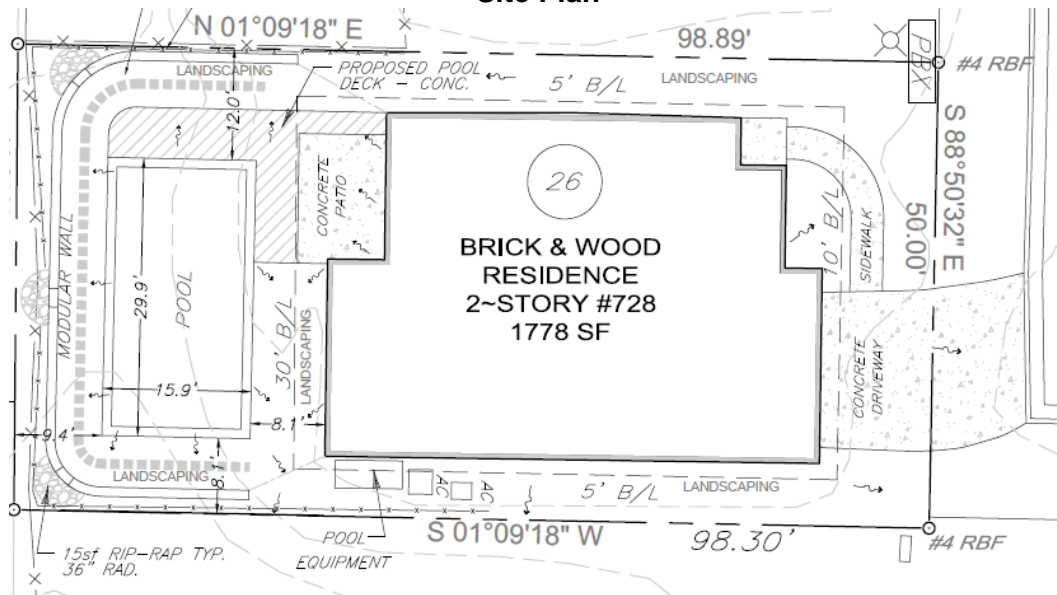 Site Plan
N 01°09'18" E
98.89'
PBX
#4 RBF
LANDSCAPING
PROPOSED POOL
DECK - CONC.
5' B/L
LANDSCAPING
12.0'
S 88°50'32" E
50.00'
CONCRETE
PATIO
26
BRICK & WOOD
RESIDENCE
2~STORY #728
1778 SF
10' B/L
SIDEWALK
MODULAR WALL
29.9'
POOL
30' B/L
LANDSCAPING
CONCRETE
DRIVEWAY
15.9'
8.1'
9.4'
8.1'
LANDSCAPING
AC
AC
5' B/L
LANDSCAPING
S 01°09'18" W
98.30'
#4 RBF
POOL
EQUIPMENT
15sf RIP-RAP TYP.
36" RAD.